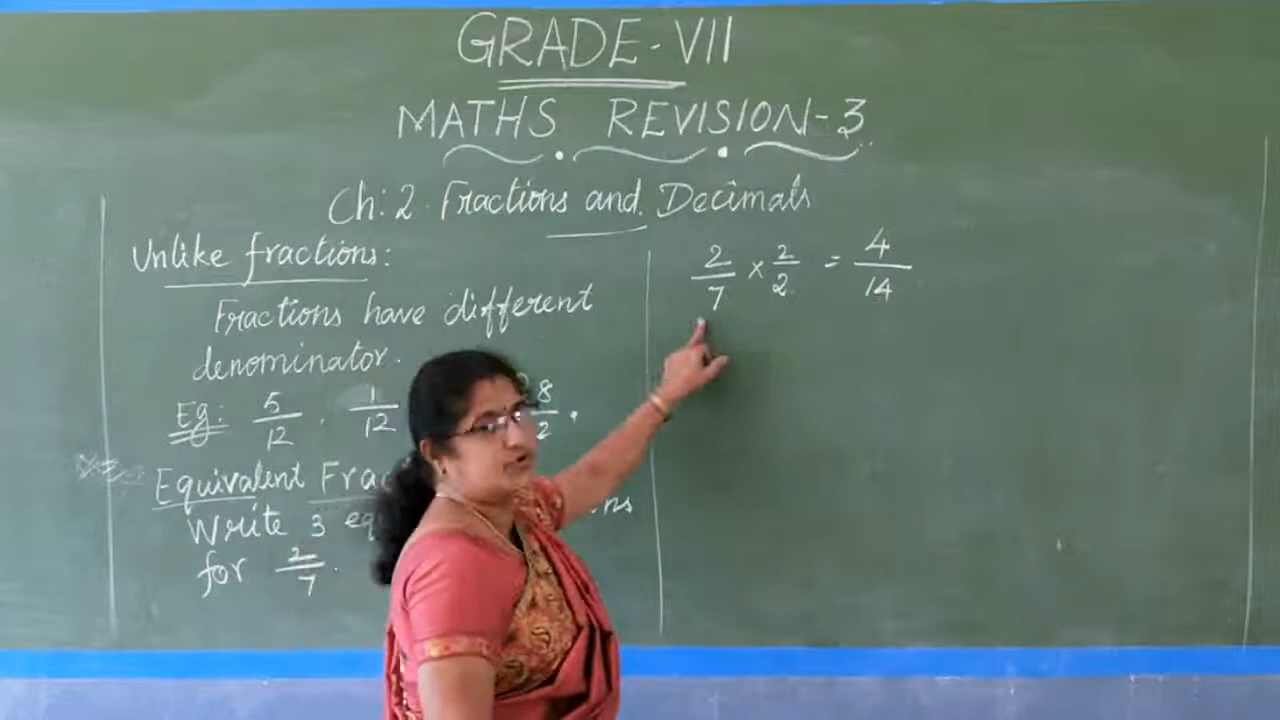 GRADE-VII
MATHS REVISION-3
Ch: 2. Fractions and Decimals
Unlike fractions:
Fractions have different
denominator.
Eg: 5/12, 1/12
Equivalent
Write 3
for 2/7.
2/7 × 2/2 = 4/14